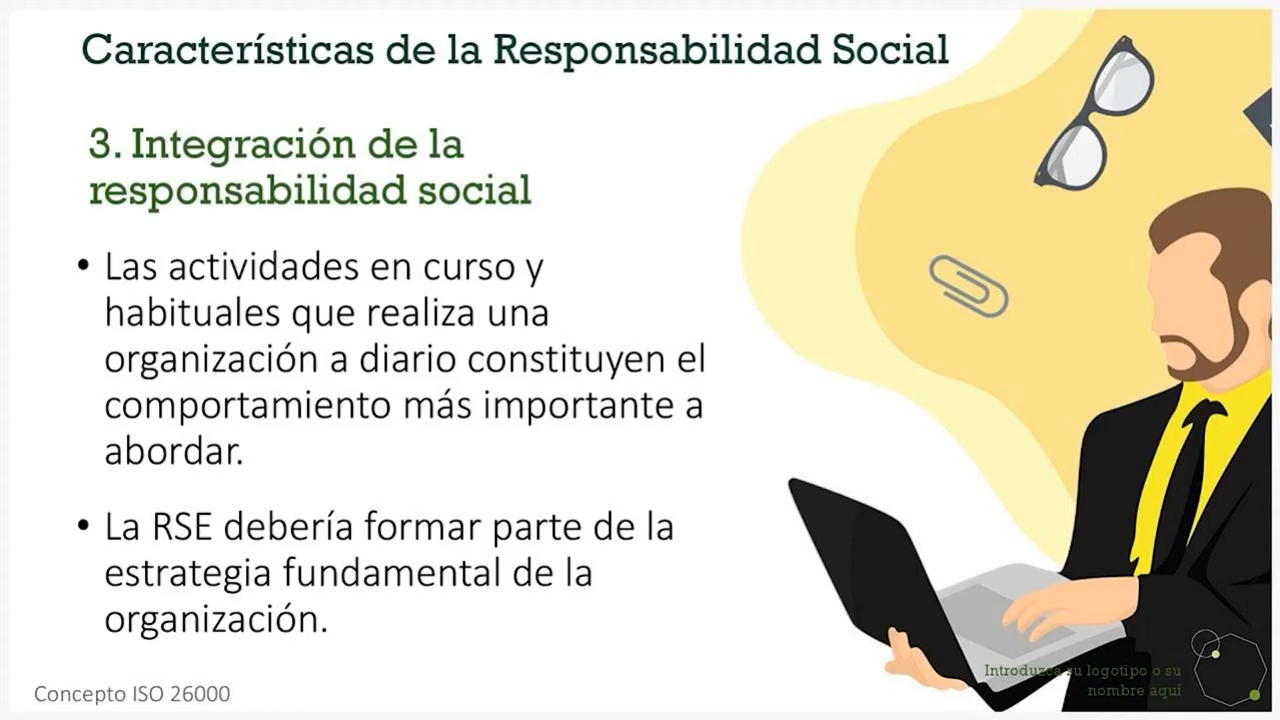 Características de la Responsabilidad Social
3. Integración de la
responsabilidad social
• Las actividades en curso y
habituales que realiza una
organización a diario constituyen el
comportamiento más importante a
abordar.
• La RSE debería formar parte de la
estrategia fundamental de la
organización.
Introduzca su logotipo o su
nombre aquí
Concepto ISO 26000